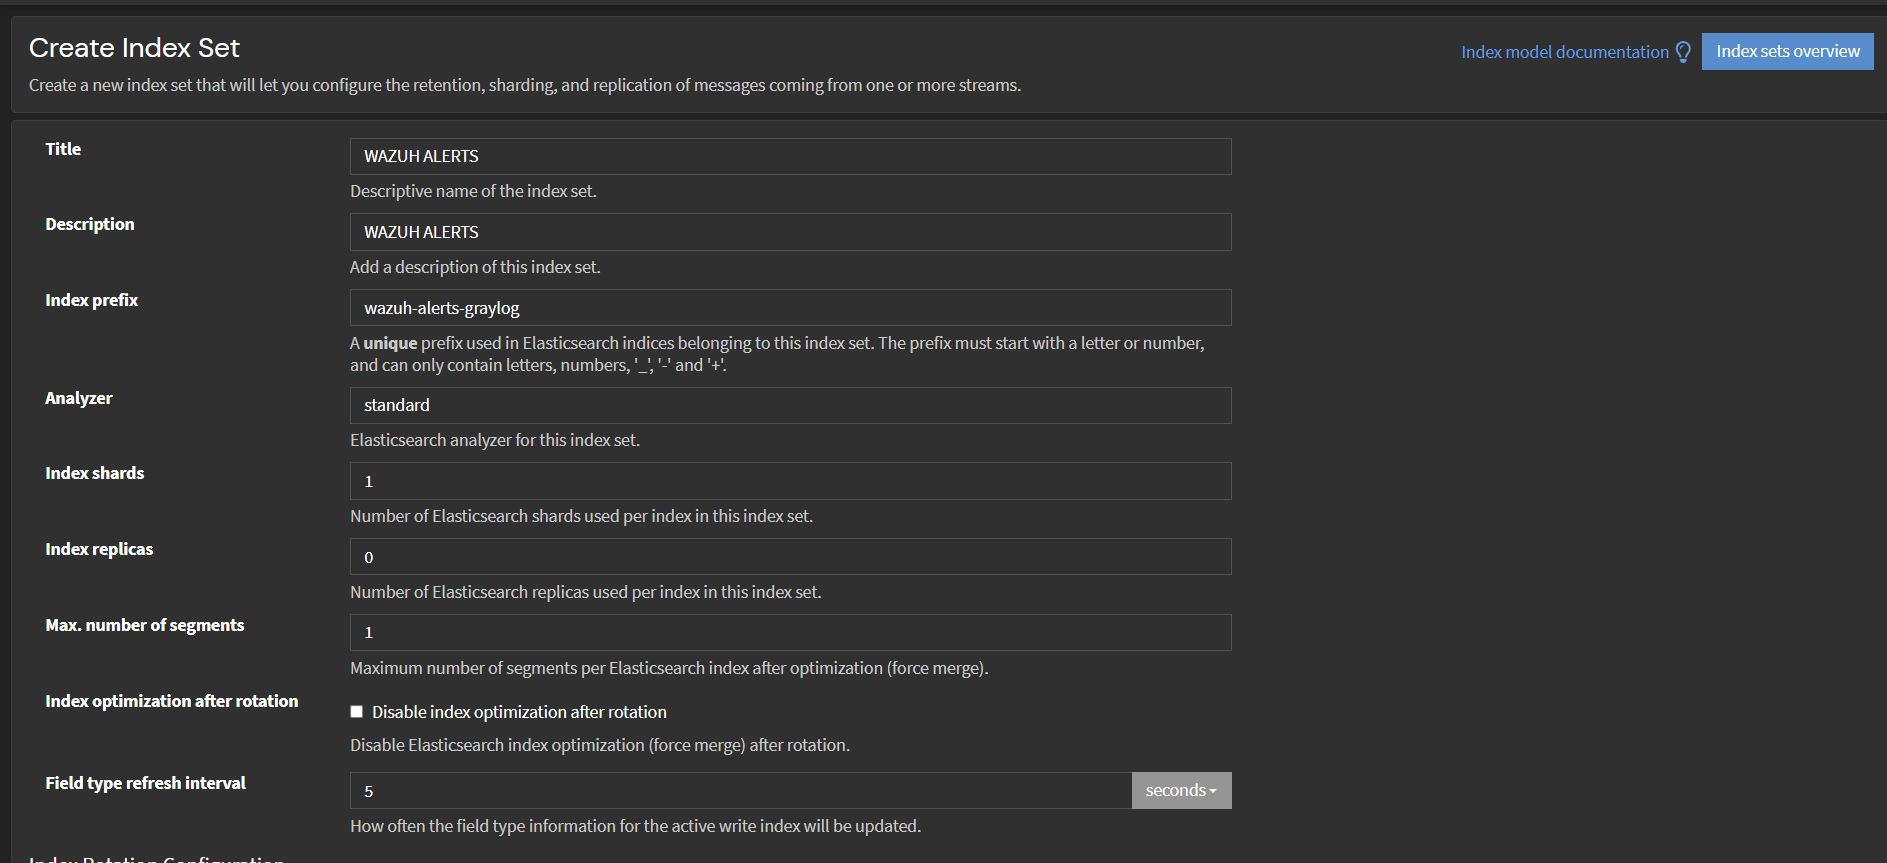 Create Index Set
Index model documentation
Index sets overview
Create a new index set that will let you configure the retention, sharding, and replication of messages coming from one or more streams.
Title
WAZUH ALERTS
Descriptive name of the index set.
Description
WAZUH ALERTS
Add a description of this index set.
Index prefix
wazuh-alerts-graylog
A unique prefix used in Elasticsearch indices belonging to this index set. The prefix must start with a letter or number,
and can only contain letters, numbers, '_', '-' and '+'.
Analyzer
standard
Elasticsearch analyzer for this index set.
Index shards
1
Number of Elasticsearch shards used per index in this index set.
Index replicas
0
Number of Elasticsearch replicas used per index in this index set.
Max. number of segments
1
Maximum number of segments per Elasticsearch index after optimization (force merge).
Index optimization after rotation
Disable index optimization after rotation
Disable Elasticsearch index optimization (force merge) after rotation.
Field type refresh interval
5
seconds
How often the field type information for the active write index will be updated.
Index Rotation Configuration